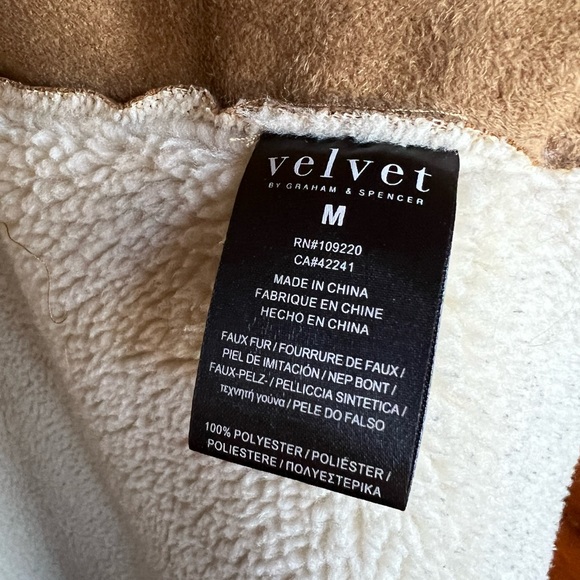 velvet
BY GRAHAM & SPENCER
M
RN#109220
CA#42241
MADE IN CHINA
FABRIQUE EN CHINE
HECHO EN CHINA
FAUX FUR / FOURRURE DE FAUX /
PIEL DE IMITACIÓN / NEP BONT /
FAUX-PELZ- / PELLICCIA SINTETICA /
τεχνητή γούνα / PELE DO FALSO
100% POLYESTER / POLIÉSTER /
POLIESTERE / ΠΟΛΥΕΣΤΕΡΙΚΑ